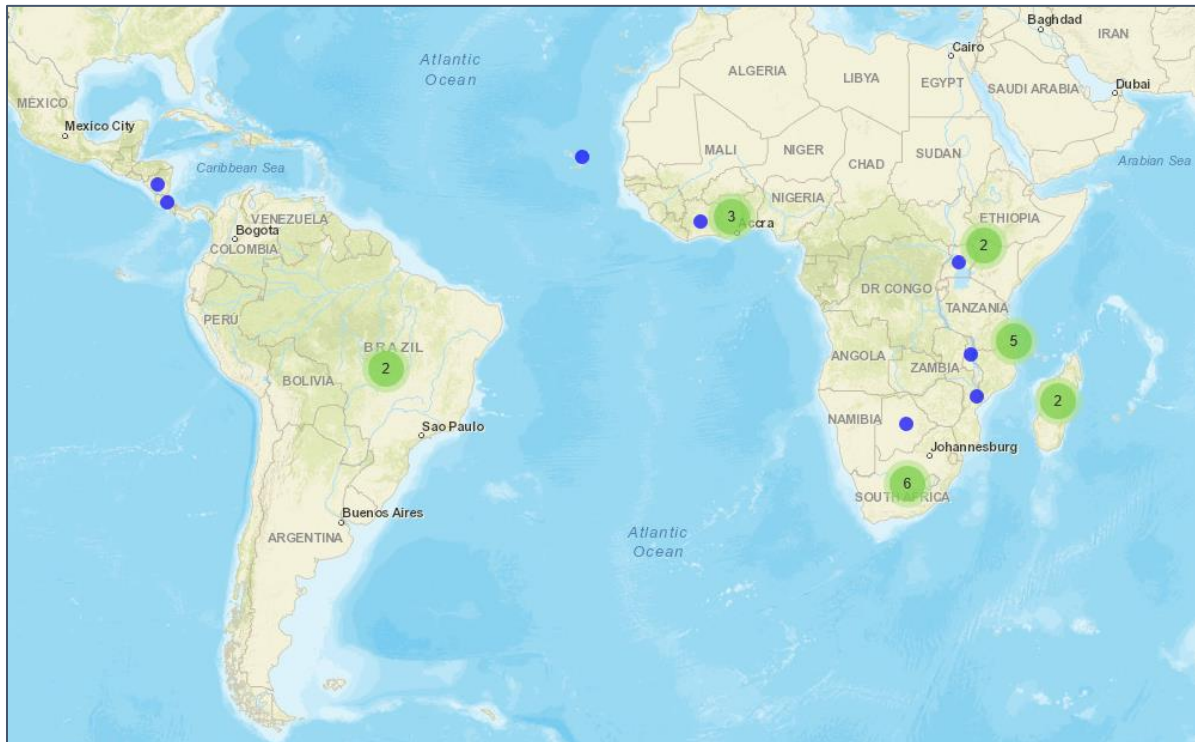 Baghdad
IRAN
Atlantic
Ocean
Cairo
ALGERIA
LIBYA
EGYPT
SAUDI ARABIA
Dubai
MÉXICO
Mexico City
MALI
NIGER
CHAD
SUDAN
Caribbean Sea
Arabian Sea
NIGERIA
VENEZUELA
3
Accra
ETHIOPIA
Bogota
COLOMBIA
2
DR CONGO
TANZANIA
PERU
BRAZIL
5
ANGOLA
ZAMBIA
2
BOLIVIA
2
NAMIBIA
Sao Paulo
Johannesburg
6
SOUTH AFRICA
Buenos Aires
ARGENTINA
Atlantic
Ocean